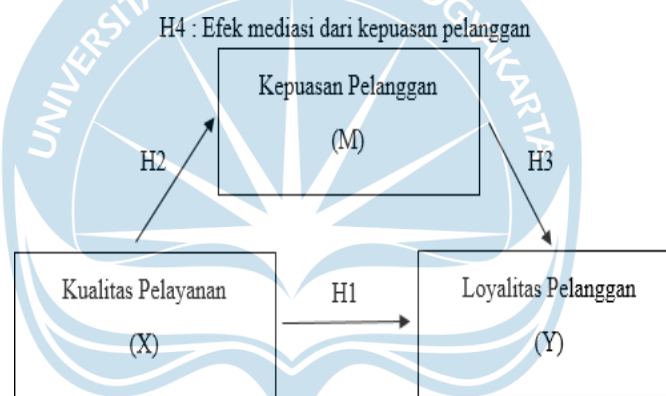 H4 : Efek mediasi dari kepuasan pelanggan
Kepuasan Pelanggan
(M)
H2
H3
Kualitas Pelayanan
(X)
H1
Loyalitas Pelanggan
(Y)